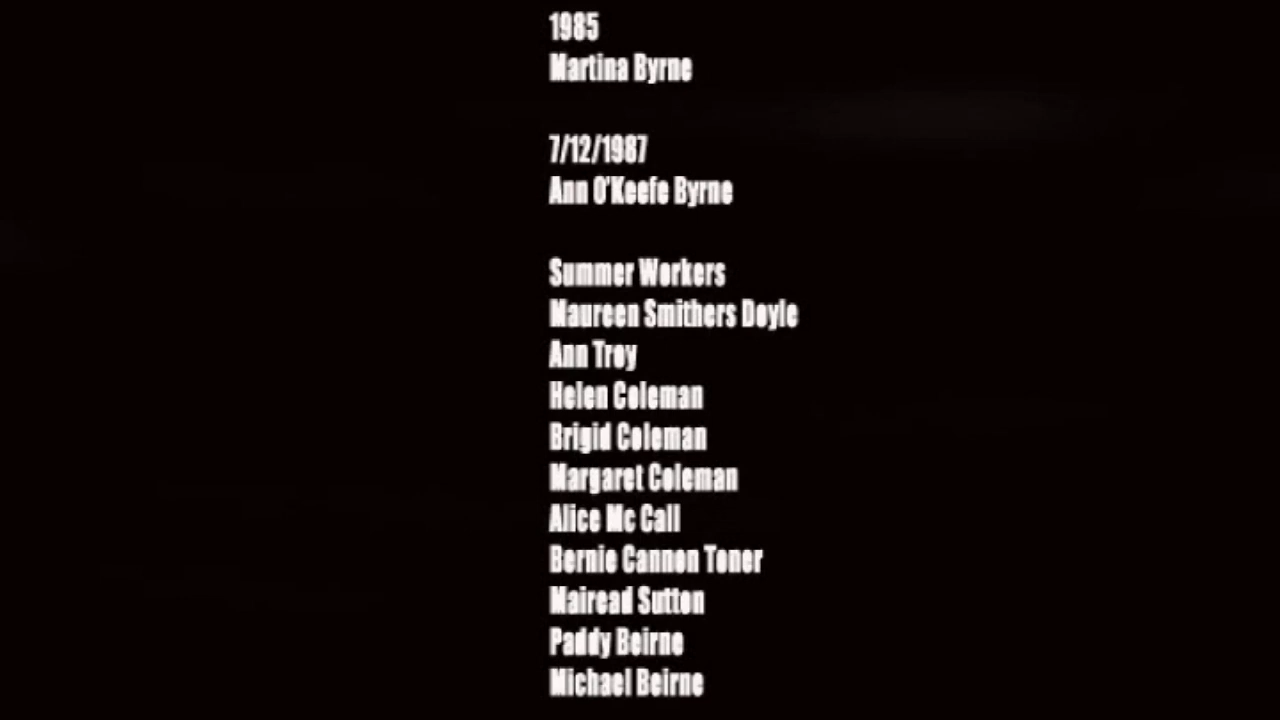 1985
Martina Byrne
7/12/1987
Ann O'Keefe Byrne
Summer Workers
Maureen Smithers Doyle
Ann Troy
Helen Coleman
Brigid Coleman
Margaret Coleman
Alice Mc Call
Bernie Cannon Toner
Mairead Sutton
Paddy Beirne
Michael Beirne